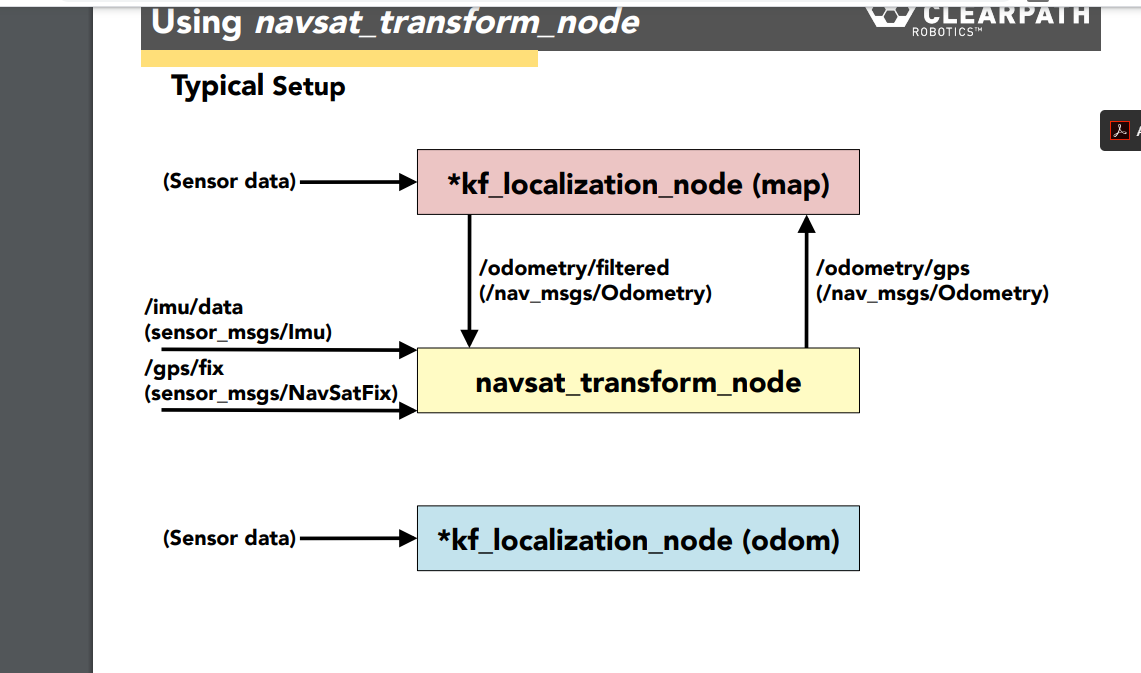 Using navsat_transform_node
CLEARPATH
ROBOTICS™
Typical Setup
(Sensor data)
*kf_localization_node (map)
/odometry/filtered
(/nav_msgs/Odometry)
/odometry/gps
(/nav_msgs/Odometry)
/imu/data
(sensor_msgs/Imu)
/gps/fix
(sensor_msgs/NavSatFix)
navsat_transform_node
(Sensor data)
*kf_localization_node (odom)